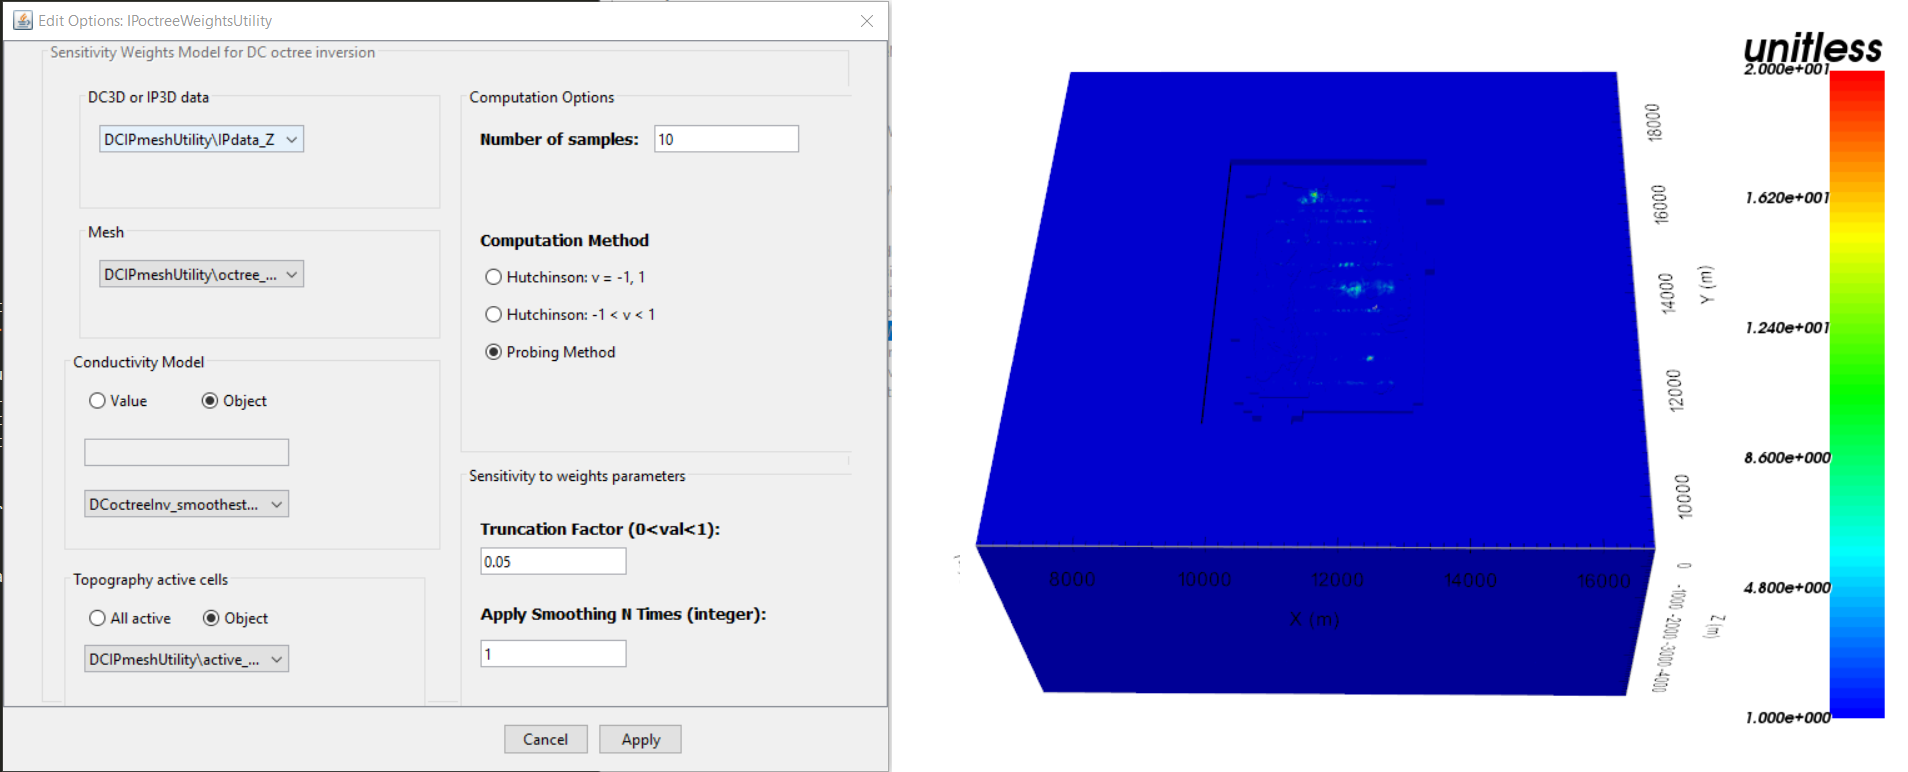 Edit Options: IPoctreeWeightsUtility
Sensitivity Weights Model for DC octree inversion
DC3D or IP3D data
DCIPmeshUtility\IPdata_Z
Mesh
DCIPmeshUtility\octree_...
Conductivity Model
Value
Object
DCoctreeInv_smoothest...
Topography active cells
All active
Object
DCIPmeshUtility\active_...
Computation Options
Number of samples:
10
Computation Method
Hutchinson: v = -1, 1
Hutchinson: -1 < v < 1
Probing Method
Sensitivity to weights parameters
Truncation Factor (0<val<1):
0.05
Apply Smoothing N Times (integer):
1
Cancel
Apply
unitless
2.000e+001
1.620e+001
1.240e+001
8.600e+000
4.800e+000
1.000e+000
18000
16000
14000
12000
10000
Y (m)
8000
10000
12000
14000
16000
X (m)
0
-1000
-2000
-3000
-4000
Z (m)